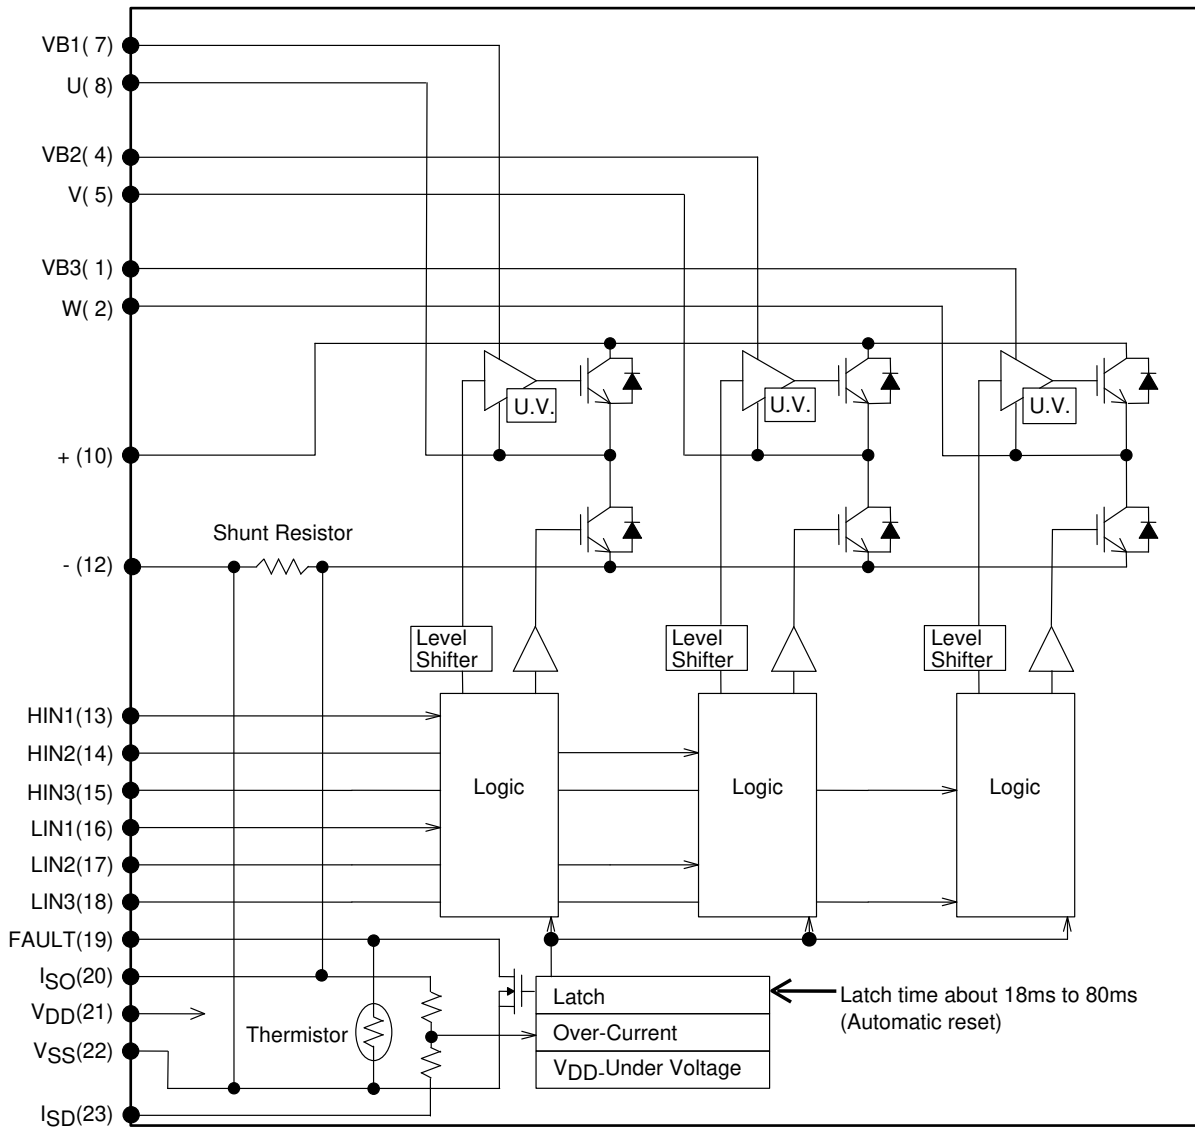 VB1( 7)
U( 8)
VB2( 4)
V( 5)
VB3( 1)
W( 2)
U.V.
U.V.
U.V.
+ (10)
Shunt Resistor
- (12)
Level
Shifter
Level
Shifter
Level
Shifter
HIN1(13)
HIN2(14)
HIN3(15)
LIN1(16)
LIN2(17)
LIN3(18)
Logic
Logic
Logic
FAULT(19)
ISO(20)
VDD(21)
VSS(22)
ISD(23)
Thermistor
Latch
Over-Current
VDD-Under Voltage
Latch time about 18ms to 80ms
(Automatic reset)